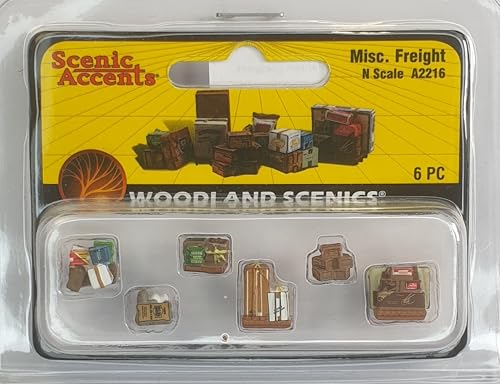 Scenic
Accents®
Misc. Freight
N Scale A2216
6 PC
WOODLAND SCENICS®